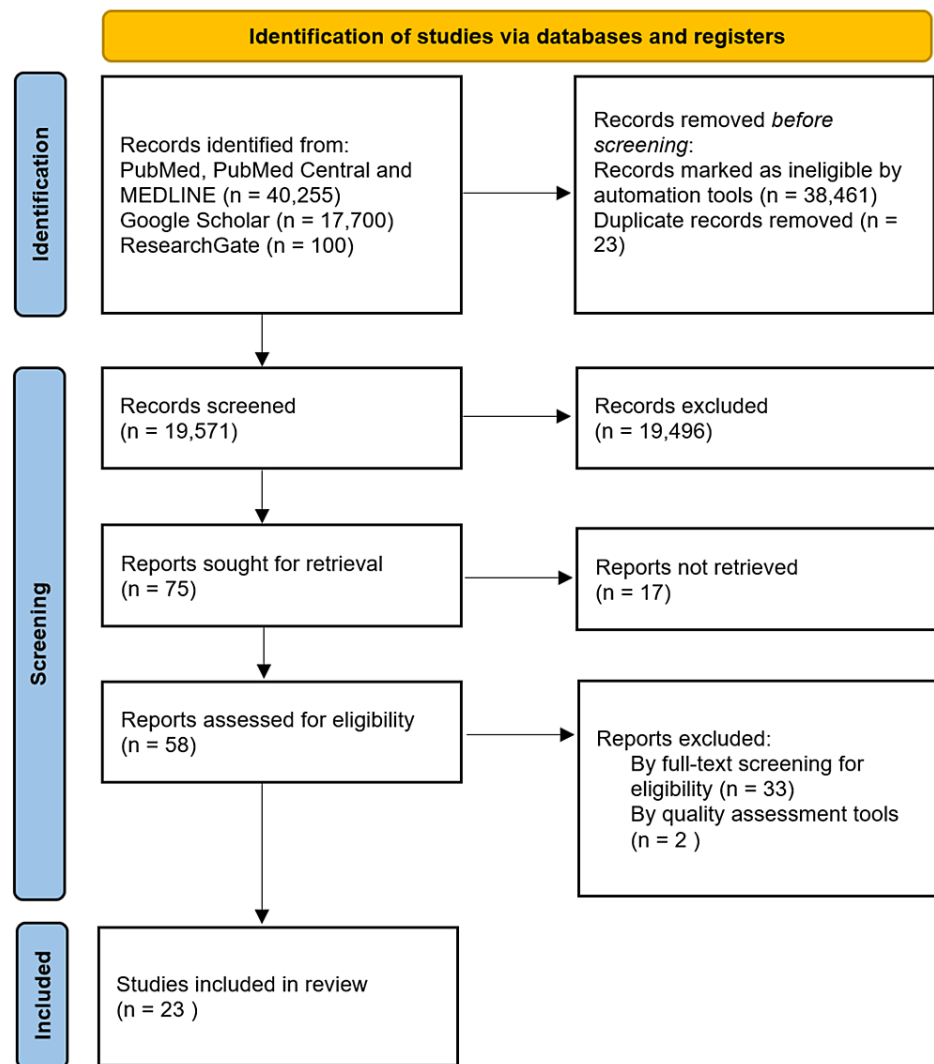 Identification of studies via databases and registers
Identification
Records identified from:
PubMed, PubMed Central and
MEDLINE (n = 40,255)
Google Scholar (n = 17,700)
ResearchGate (n = 100)
Records removed before
screening:
Records marked as ineligible by
automation tools (n = 38,461)
Duplicate records removed (n =
23)
Screening
Records screened
(n = 19,571)
Records excluded
(n = 19,496)
Reports sought for retrieval
(n = 75)
Reports not retrieved
(n = 17)
Reports assessed for eligibility
(n = 58)
Reports excluded:
By full-text screening for
eligibility (n = 33)
By quality assessment tools
(n = 2 )
Included
Studies included in review
(n = 23 )